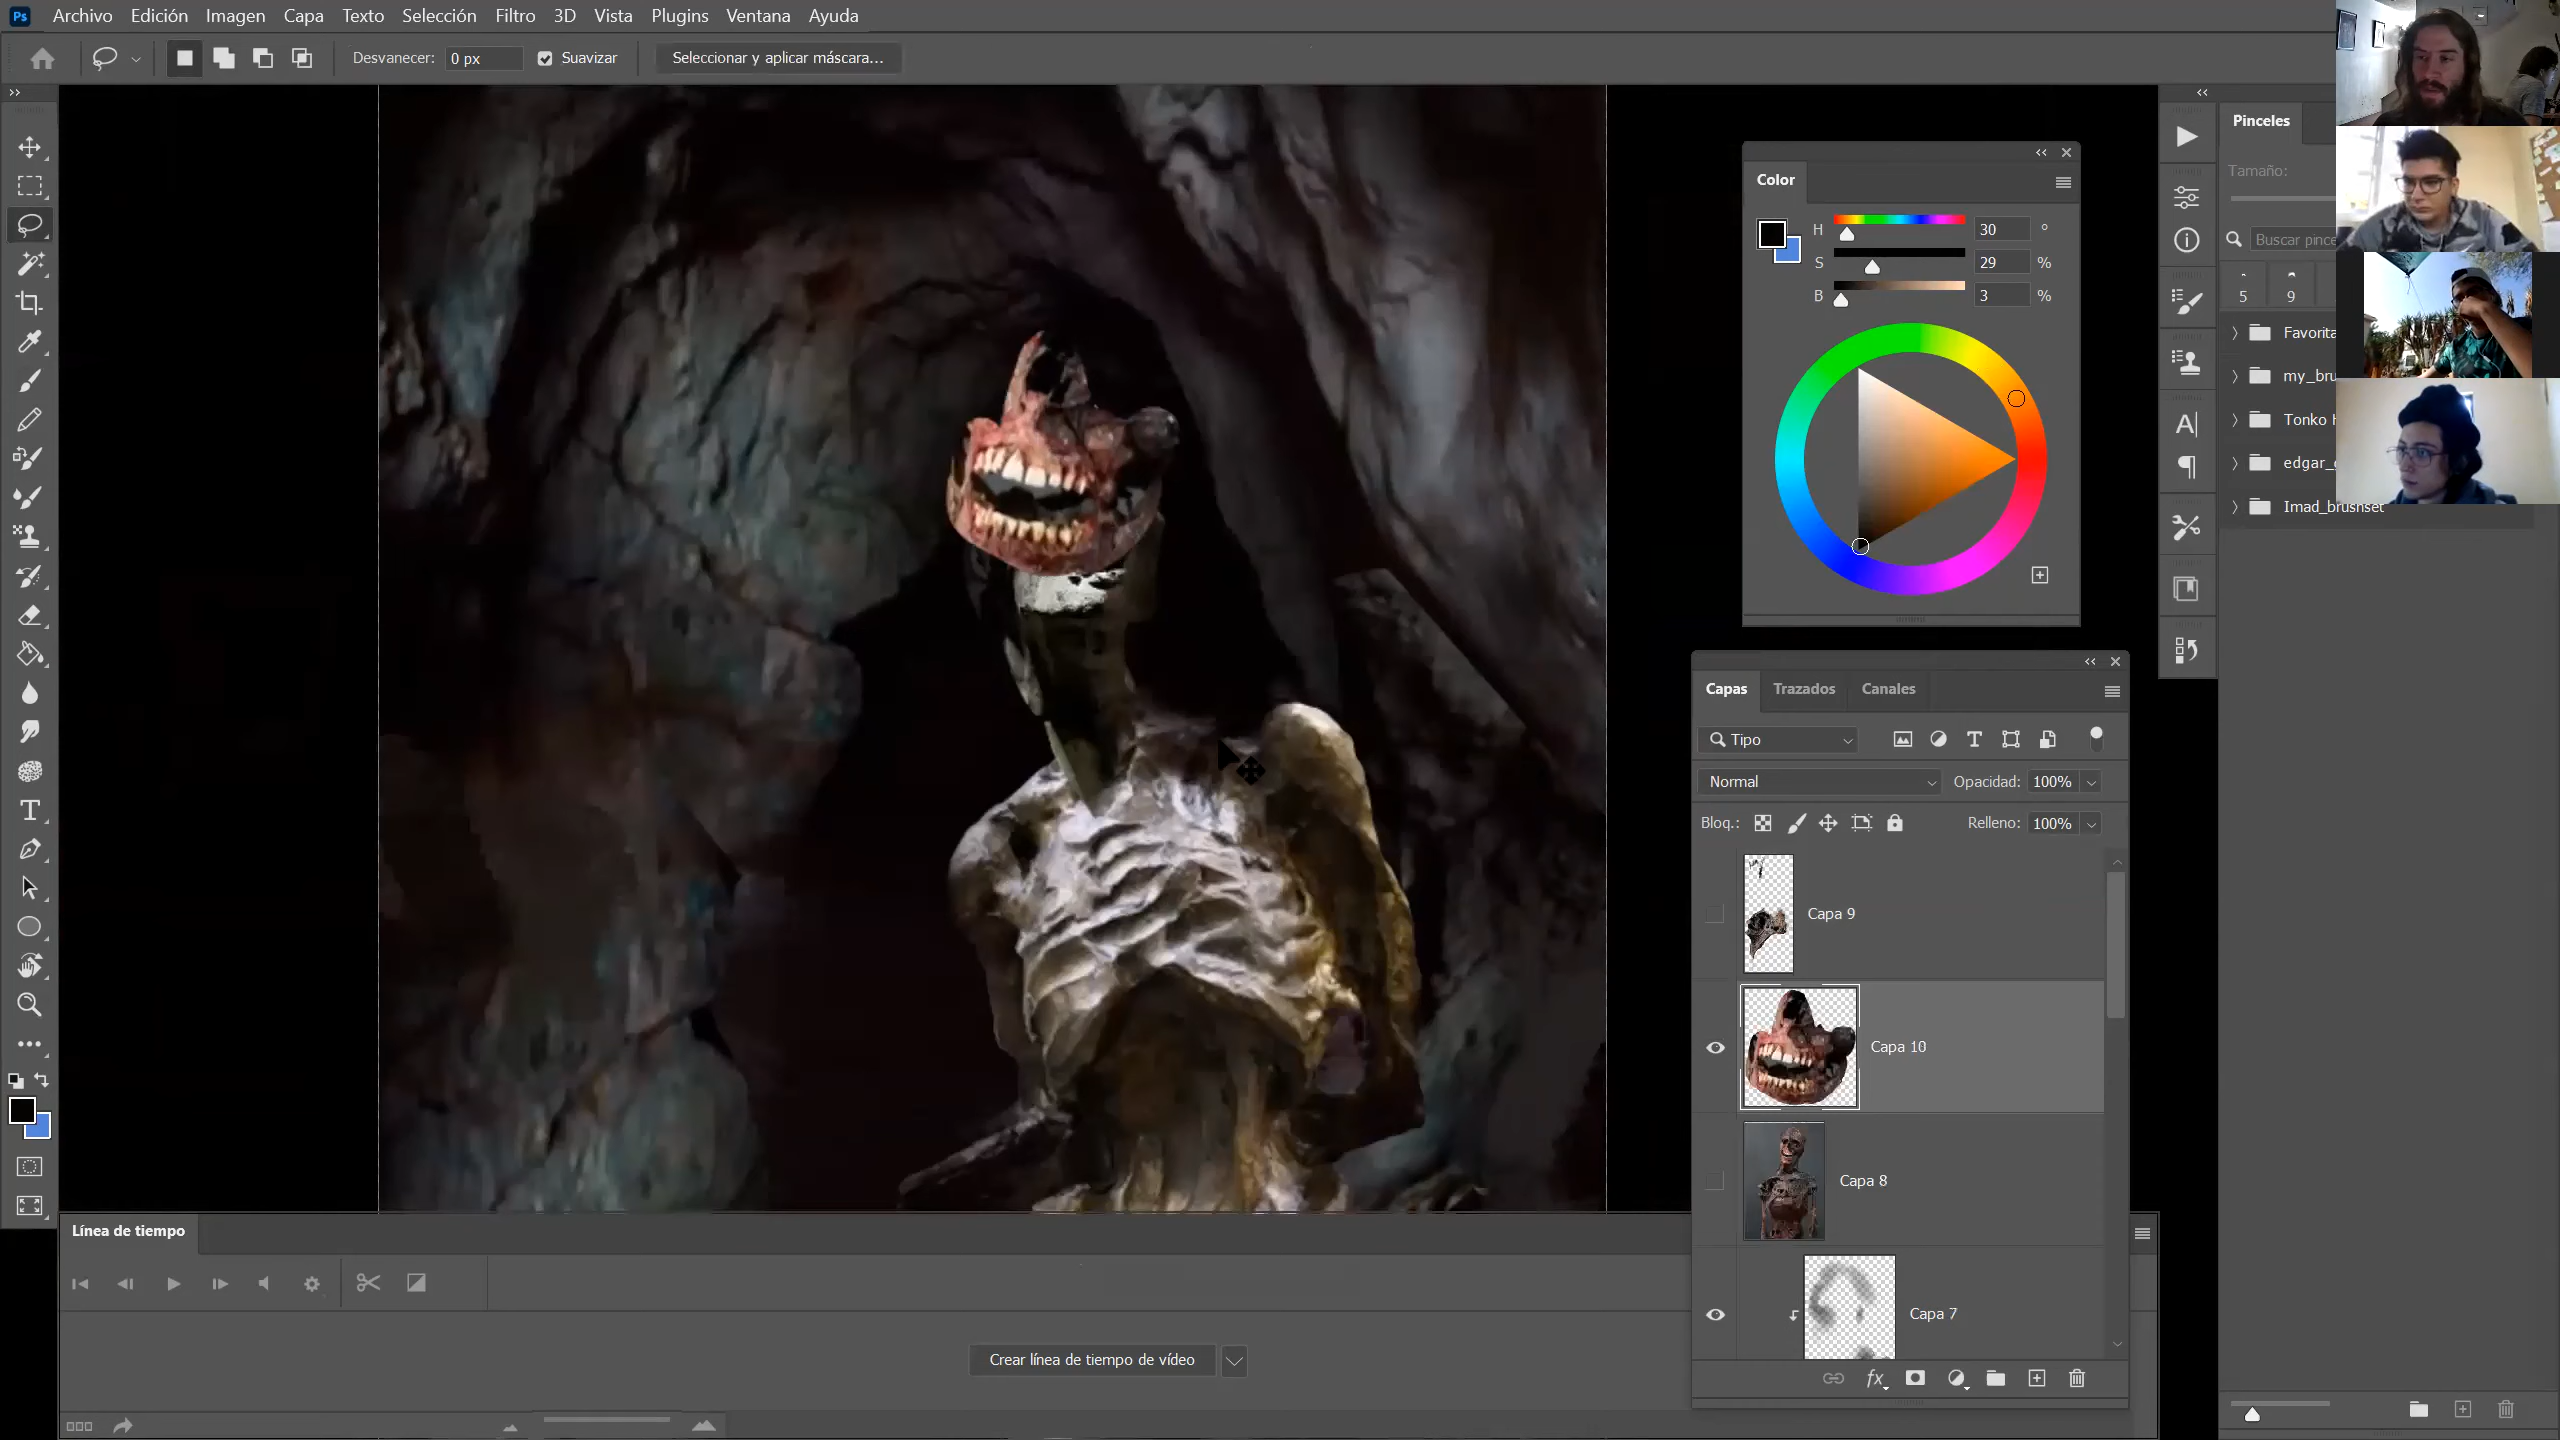 Ps Archivo Edición Imagen Capa Texto Selección Filtro 3D Vista Plugins Ventana Ayuda
Desvanecer: 0 px Suavizar Seleccionar y aplicar máscara...
Pinceles
Tamaño:
Buscar pince
5 9
Favorita
my_bru
Tonko H
edgar_
Imad_brushset
Color
H 30 °
S 29 %
B 3 %
Capas Trazados Canales
Tipo
Normal Opacidad: 100%
Bloq.: Relleno: 100%
Capa 9
Capa 10
Capa 8
Capa 7
fx
Línea de tiempo
Crear línea de tiempo de vídeo